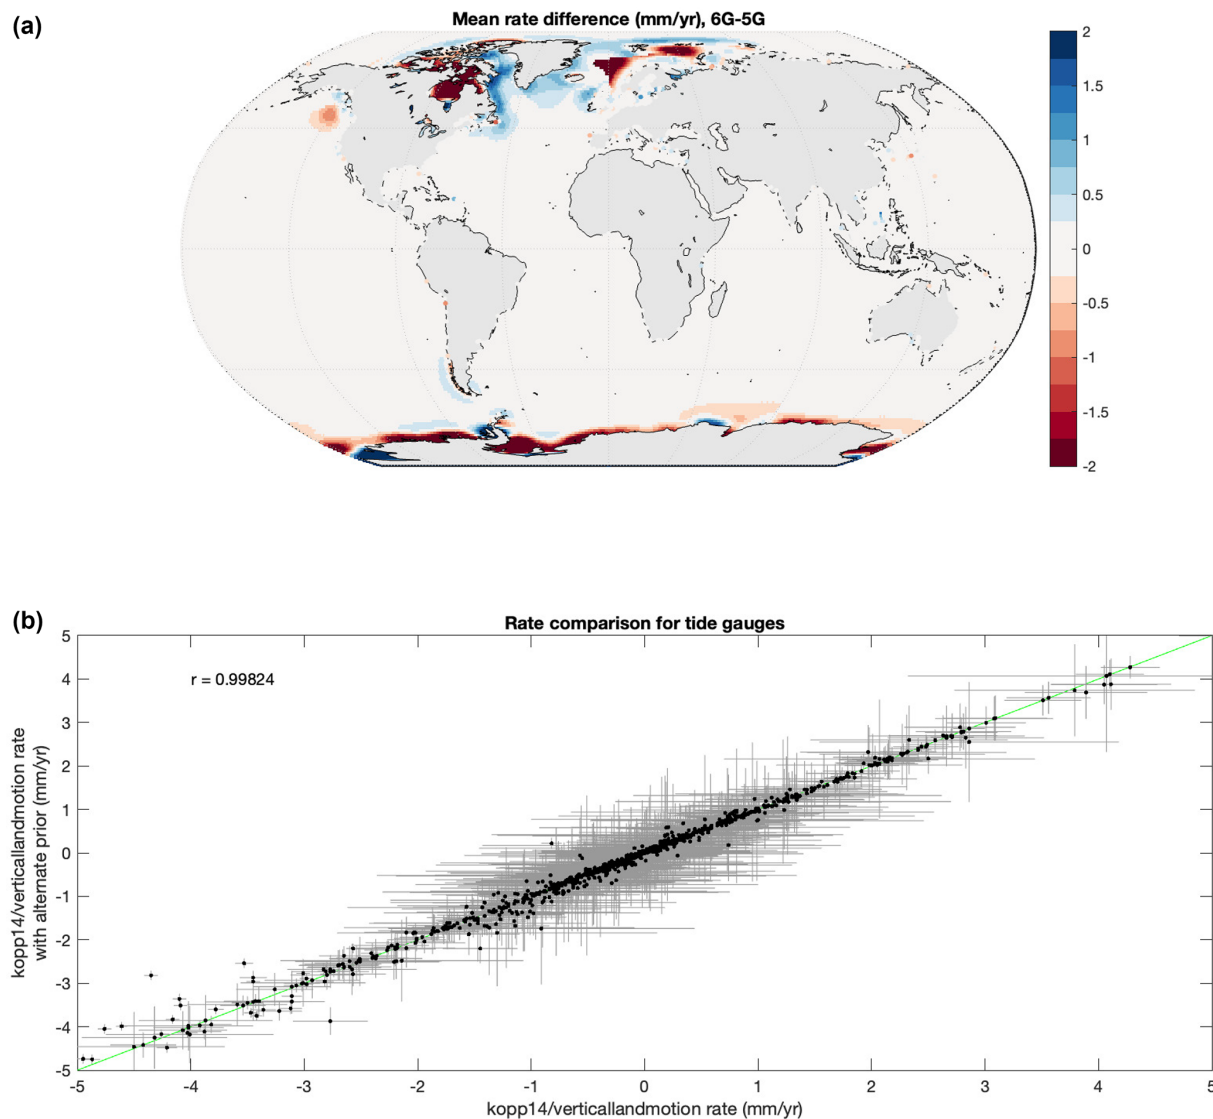 (a)
Mean rate difference (mm/yr), 6G-5G
2
1.5
1
0.5
0
-0.5
-1
-1.5
-2
(b)
Rate comparison for tide gauges
r = 0.99824
5
4
3
2
1
0
-1
-2
-3
-4
-5
kopp14/verticallandmotion rate
with alternate prior (mm/yr)
-5 -4 -3 -2 -1 0 1 2 3 4 5
kopp14/verticallandmotion rate (mm/yr)